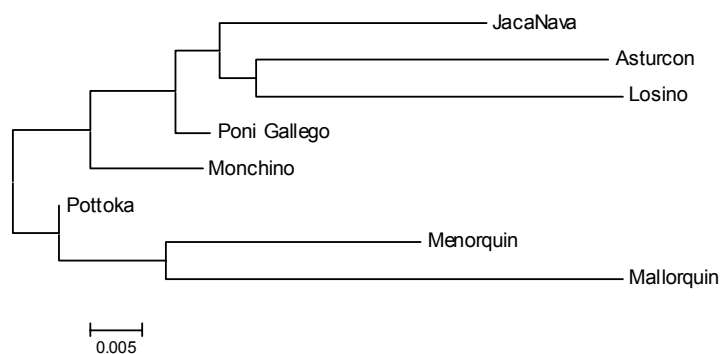 JacaNava
Asturcon
Losino
Poni Gallego
Monchino
Pottoka
Menorquin
Mallorquin
0.005